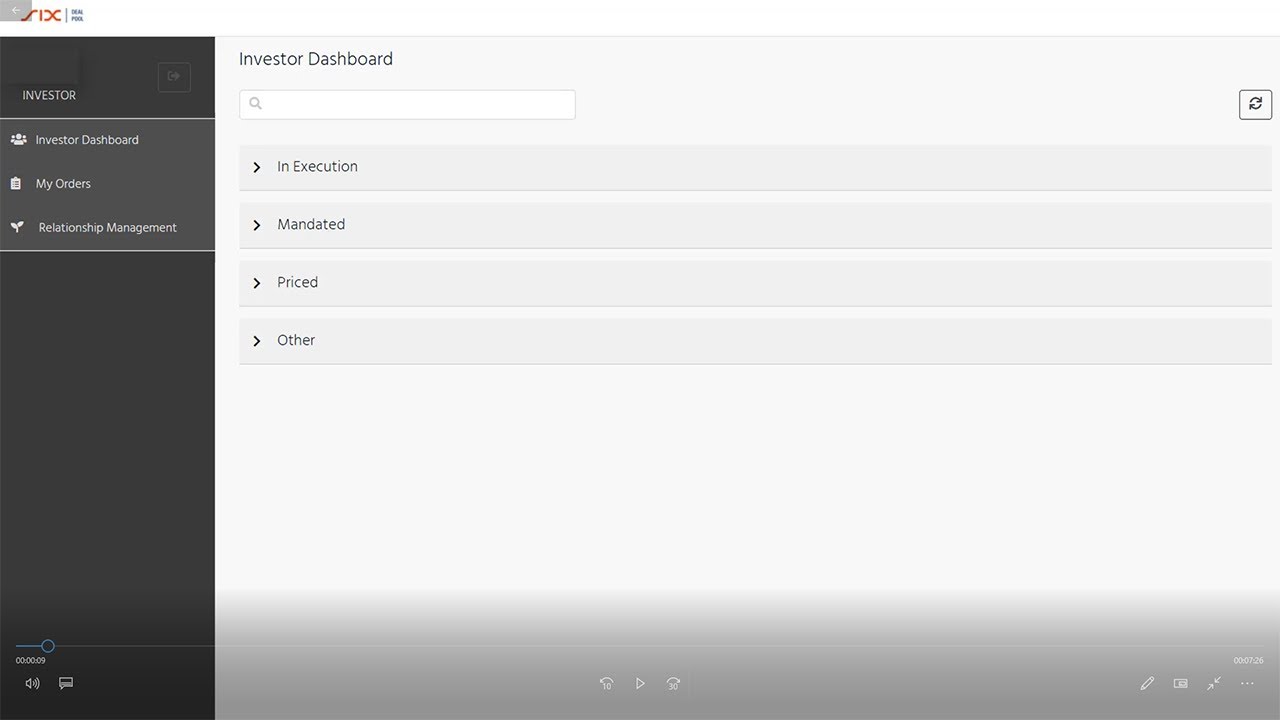 SIX DEAL
POOL
Investor Dashboard
INVESTOR
Investor Dashboard
My Orders
Relationship Management
In Execution
Mandated
Priced
Other
00:00:09
00:07:26
10
30